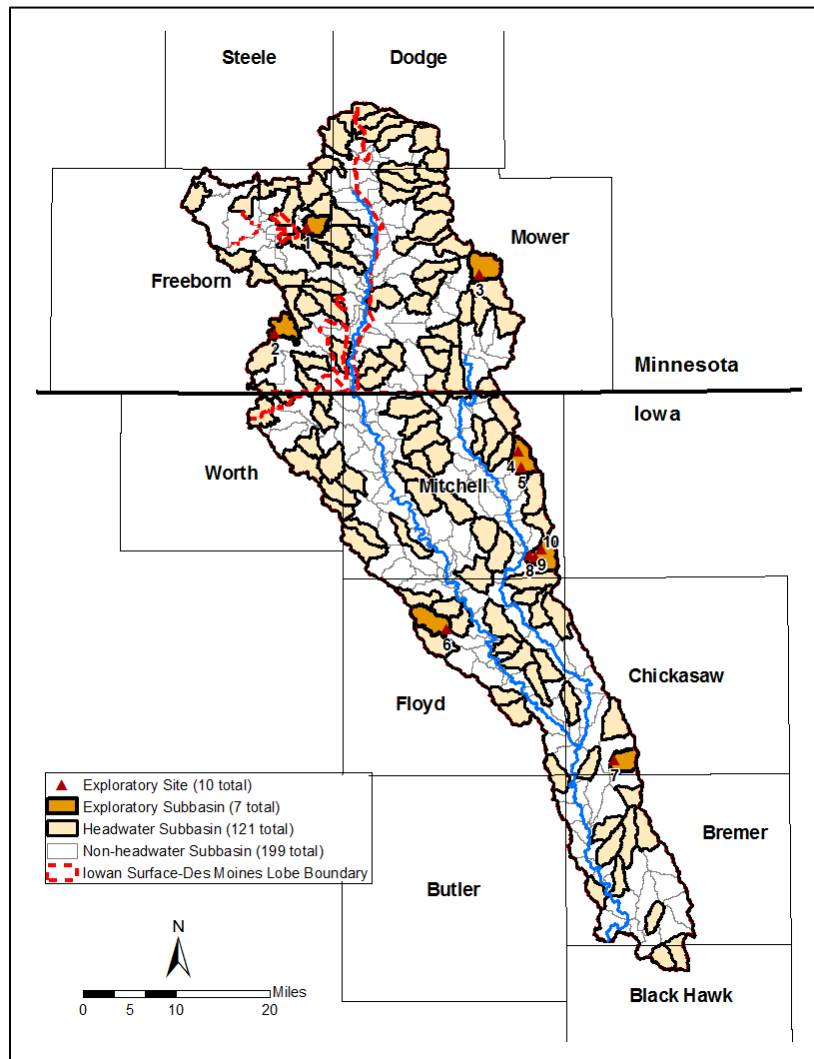 Steele
Dodge
Mower
1
3
Freeborn
2
Minnesota
Iowa
Worth
4
Mitchell
5
10
8
9
6
Chickasaw
Floyd
7
▲ Exploratory Site (10 total)
Exploratory Subbasin (7 total)
Headwater Subbasin (121 total)
Non-headwater Subbasin (199 total)
Iowan Surface-Des Moines Lobe Boundary
Bremer
Butler
N
Miles
0 5 10 20
Black Hawk